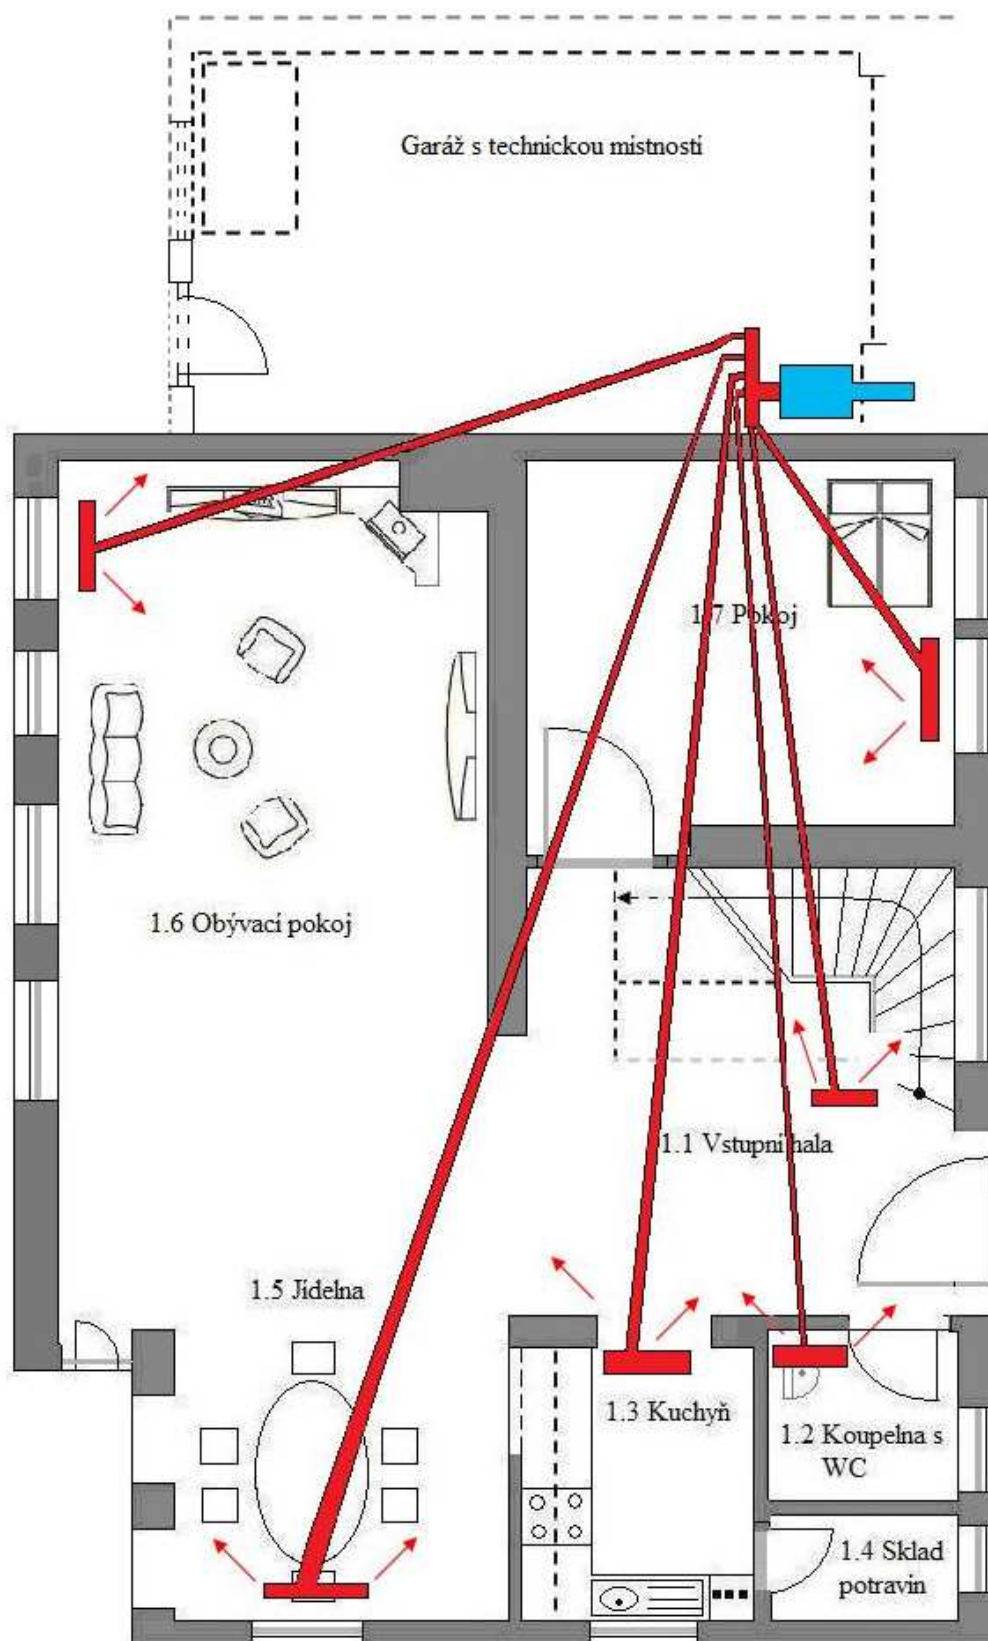 Garáž s technickou místností
1.7 Pokoj
1.6 Obývací pokoj
1.1 Vstupní hala
1.5 Jídelna
1.3 Kuchyň
1.2 Koupelna s
WC
1.4 Sklad
potravin